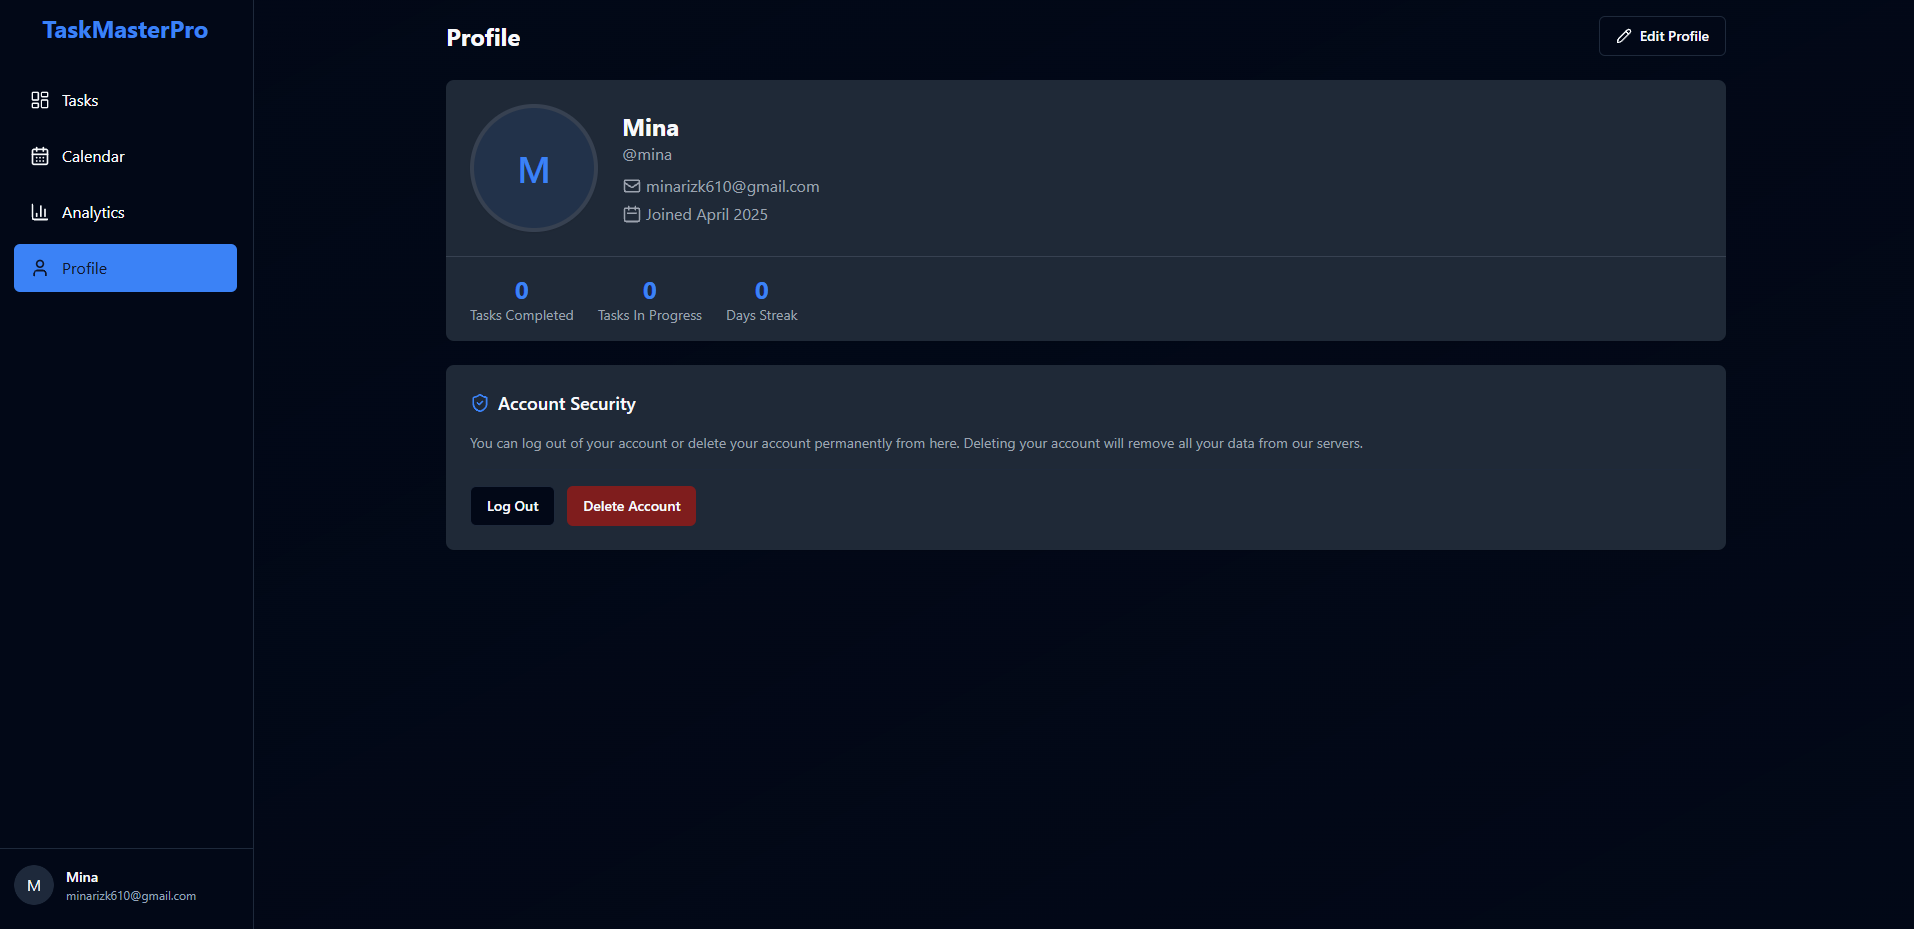 TaskMasterPro
Tasks
Calendar
Analytics
Profile
M
Mina
minarizk610@gmail.com
Profile
Edit Profile
M
Mina
@mina
minarizk610@gmail.com
Joined April 2025
0
Tasks Completed
0
Tasks In Progress
0
Days Streak
Account Security
You can log out of your account or delete your account permanently from here. Deleting your account will remove all your data from our servers.
Log Out
Delete Account